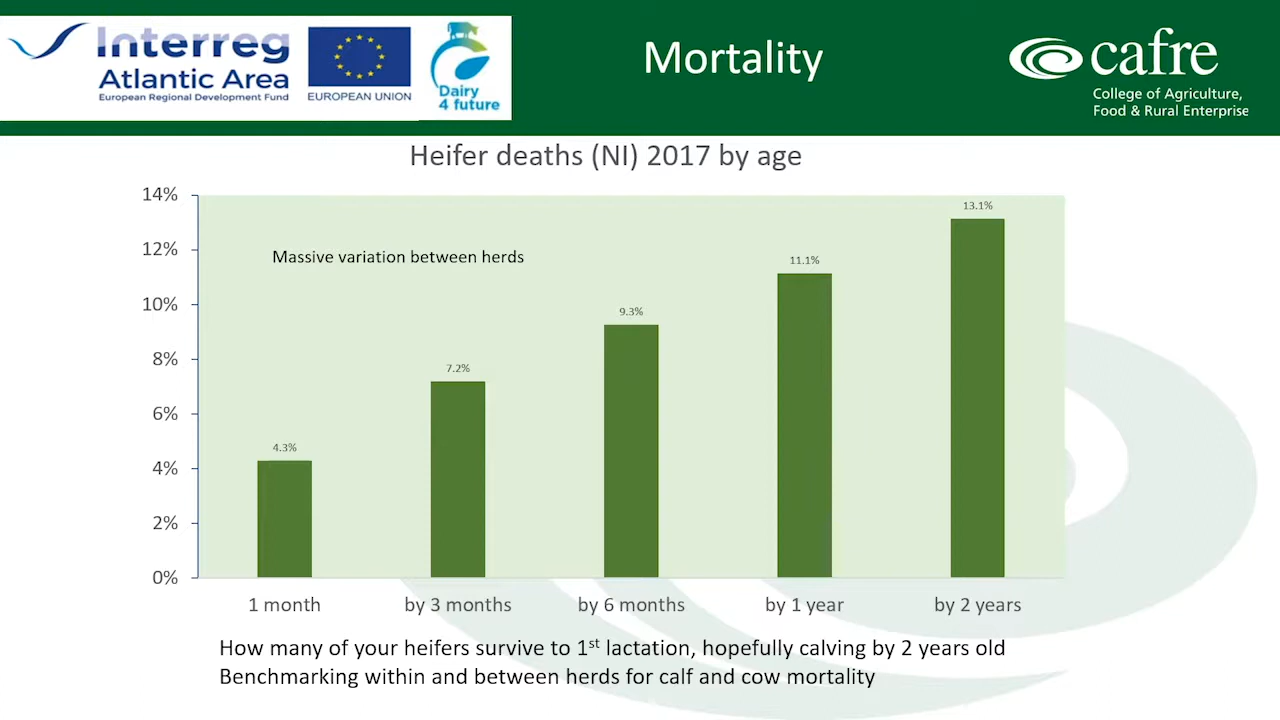 Interreg
Atlantic Area
European Regional Development Fund
EUROPEAN UNION
Dairy
4 future
Mortality
cafre
College of Agriculture,
Food & Rural Enterprise
Heifer deaths (NI) 2017 by age
14%
12%
10%
8%
6%
4%
2%
0%
Massive variation between herds
4.3%
7.2%
9.3%
11.1%
13.1%
1 month
by 3 months
by 6 months
by 1 year
by 2 years
How many of your heifers survive to 1st lactation, hopefully calving by 2 years old
Benchmarking within and between herds for calf and cow mortality